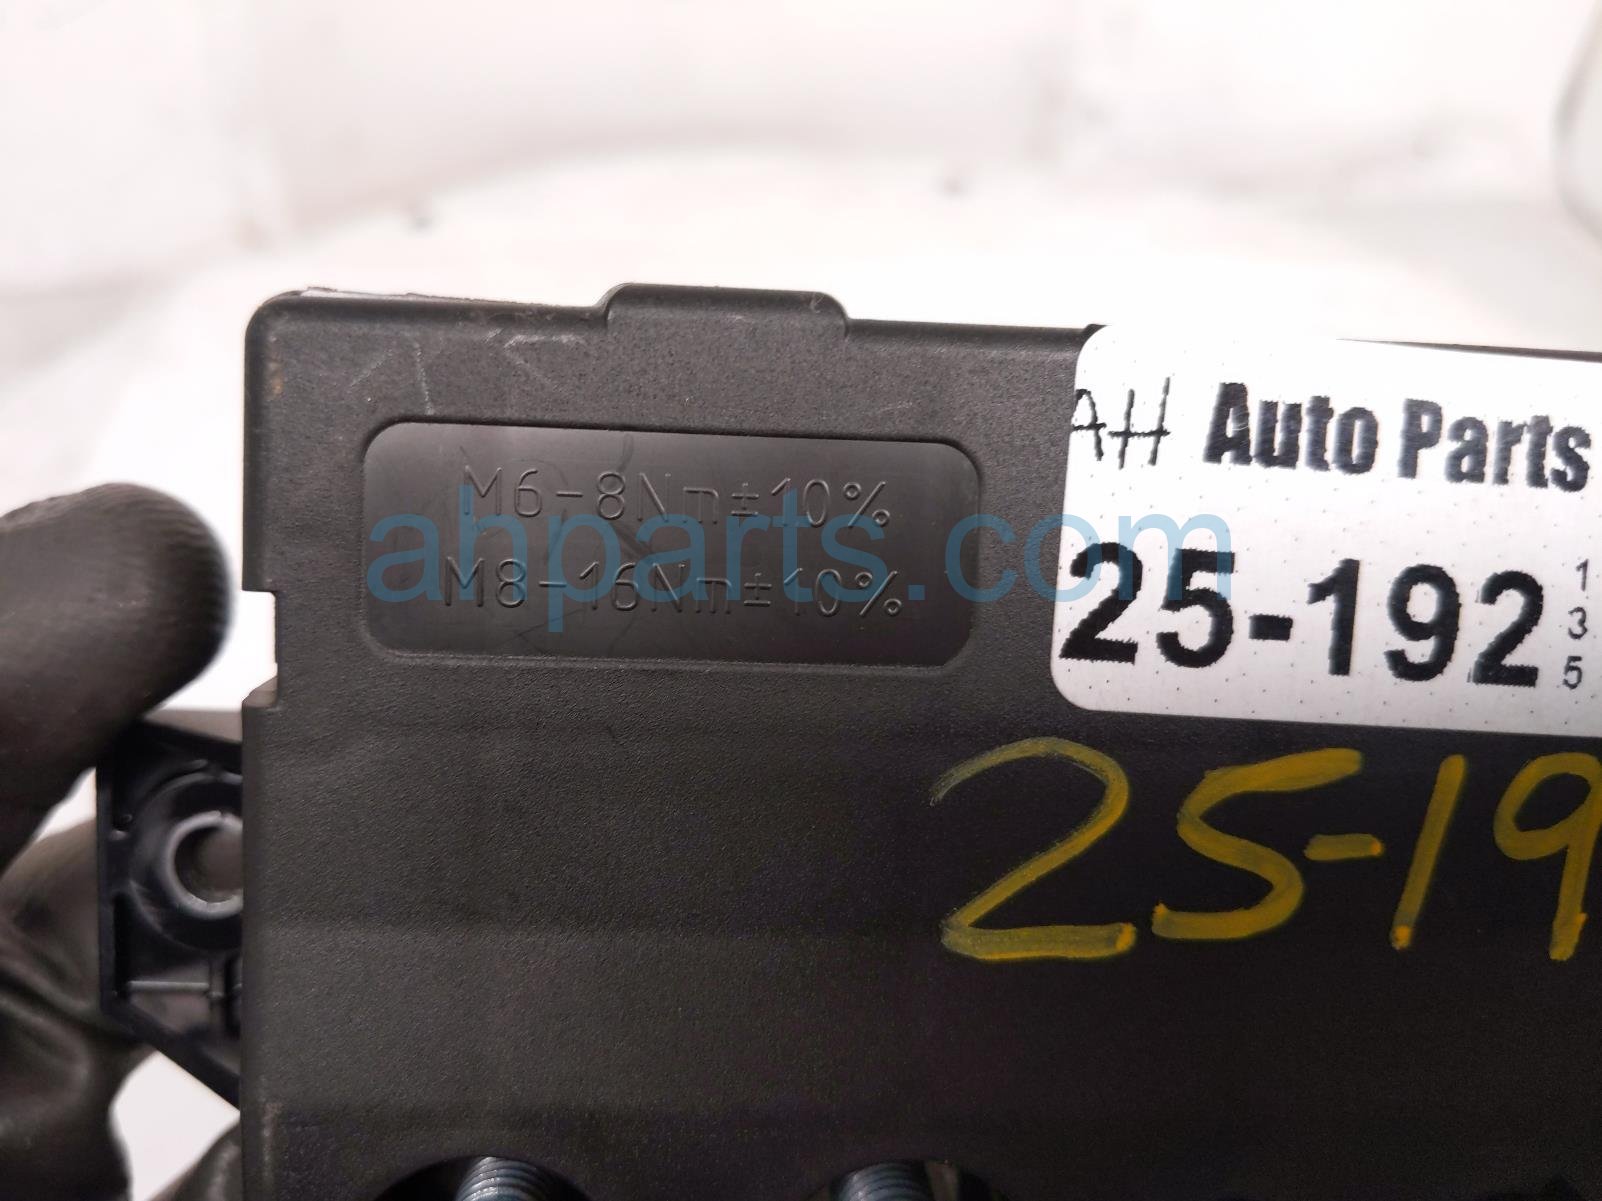 M6-8Nm±10%
M8-16Nm±10%
ahparts.com
AH Auto Parts
25-192
1
3
5
25-19